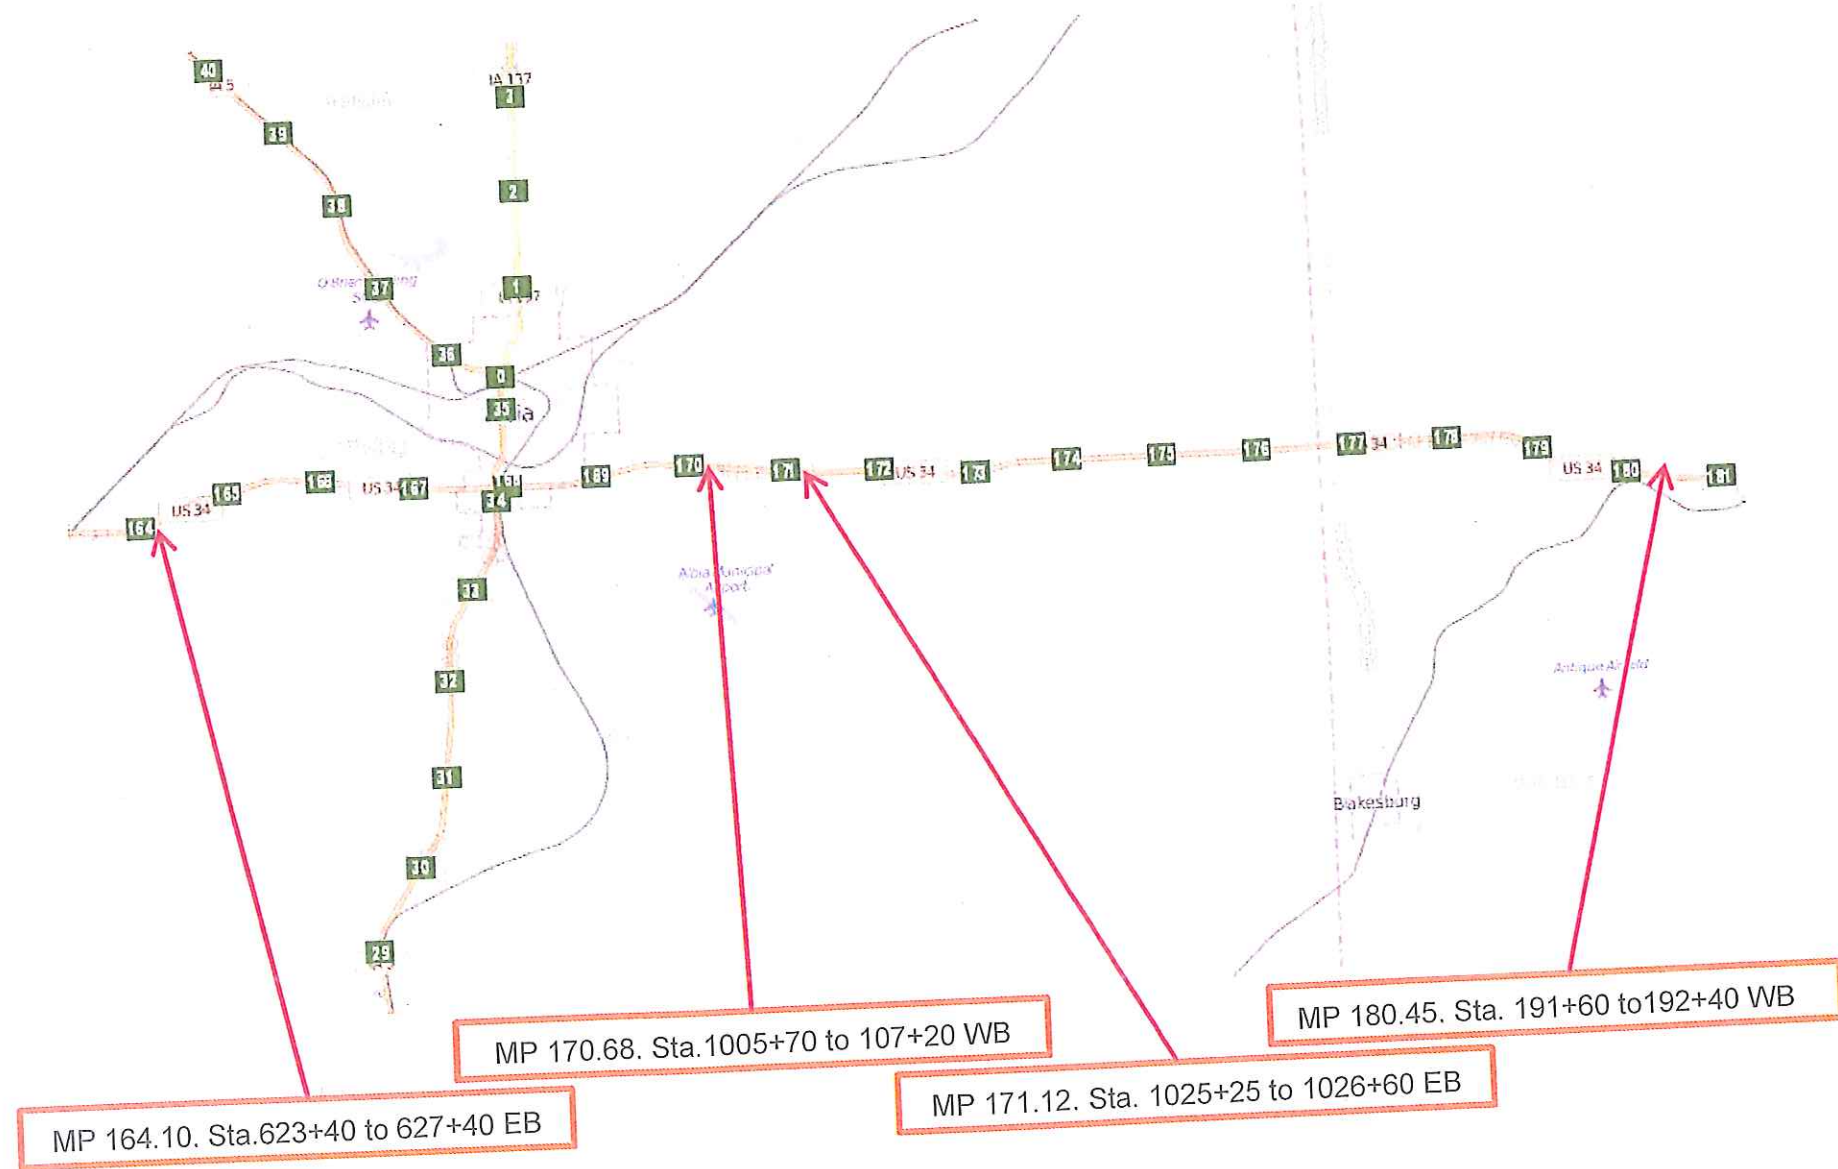 40
IA 5
IA 137
3
39
2
38
37
1
36
0
35
ia
164
US 34
165
166
US 34
167
34
169
170
171
172
US 34
173
174
175
176
177
34
178
179
US 34
180
181
33
Albia Municipal
Airport
32
31
30
29
Antique Airfield
Blakesburg
MP 180.45. Sta. 191+60 to192+40 WB
MP 170.68. Sta.1005+70 to 107+20 WB
MP 171.12. Sta. 1025+25 to 1026+60 EB
MP 164.10. Sta.623+40 to 627+40 EB